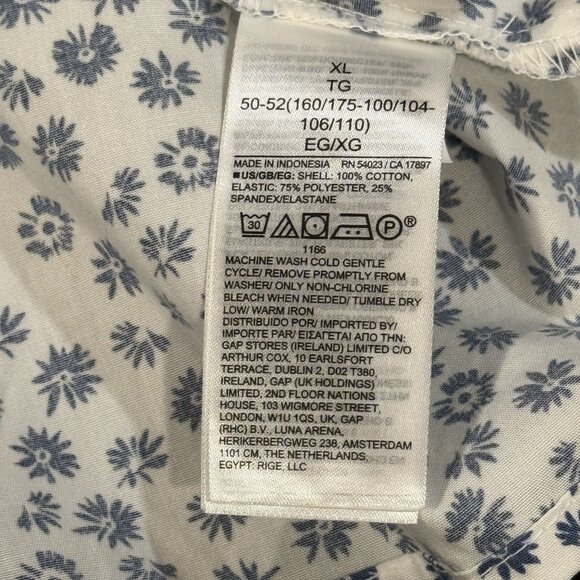 XL
TG
50-52(160/175-100/104-
106/110)
EG/XG
MADE IN INDONESIA RN 54023 / CA 17897
■US/GB/EG: SHELL: 100% COTTON,
ELASTIC: 75% POLYESTER, 25%
SPANDEX/ELASTANE
30 P ®
1166
MACHINE WASH COLD GENTLE
CYCLE/ REMOVE PROMPTLY FROM
WASHER/ ONLY NON-CHLORINE
BLEACH WHEN NEEDED/ TUMBLE DRY
LOW/ WARM IRON
DISTRIBUIDO POR/ IMPORTED BY/
IMPORTE PAR/ ΕΙΣΑΓΕΤΑΙ ΑΠΟ ΤΗΝ:
GAP STORES (IRELAND) LIMITED C/O
ARTHUR COX, 10 EARLSFORT
TERRACE, DUBLIN 2, D02 T380,
IRELAND, GAP (UK HOLDINGS)
LIMITED, 2ND FLOOR NATIONS
HOUSE, 103 WIGMORE STREET,
LONDON, W1U 1QS, UK, GAP
(RHC) B.V., LUNA ARENA,
HERIKERBERGWEG 238, AMSTERDAM
1101 CM, THE NETHERLANDS,
EGYPT: RIGE, LLC